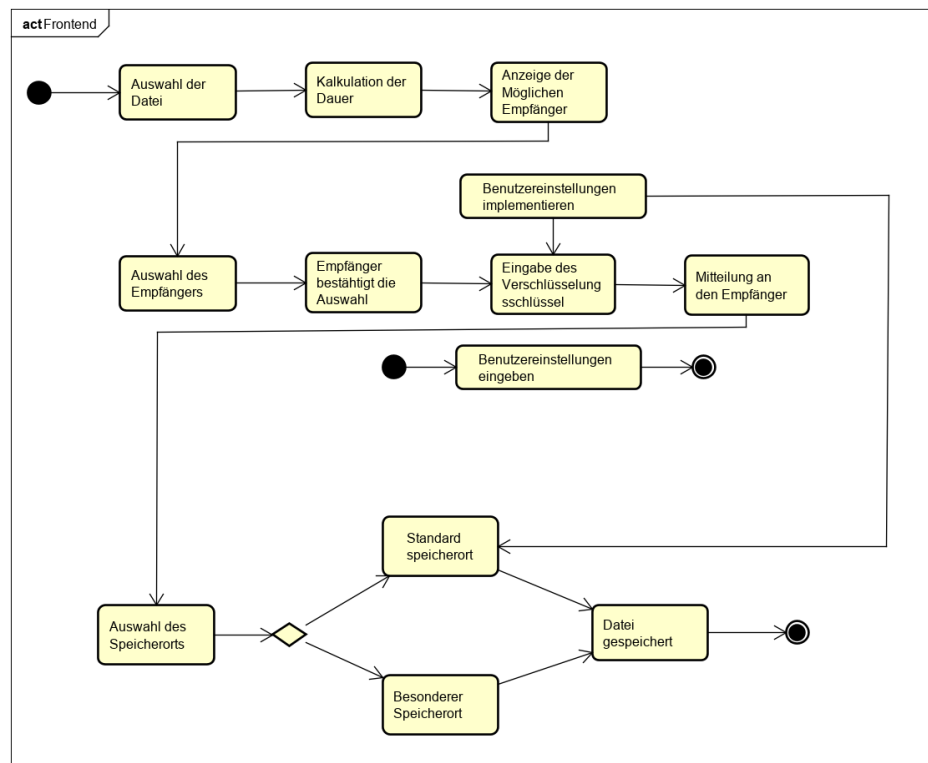 act Frontend
Auswahl der
Datei
Kalkulation der
Dauer
Anzeige der
Möglichen
Empfänger
Benutzereinstellungen
implementieren
Auswahl des
Empfängers
Empfänger
bestähtigt die
Auswahl
Eingabe des
Verschlüsselung
sschlüssel
Mitteilung an
den Empfänger
Benutzereinstellungen
eingeben
Standard
speicherort
Auswahl des
Speicherorts
Datei
gespeichert
Besonderer
Speicherort